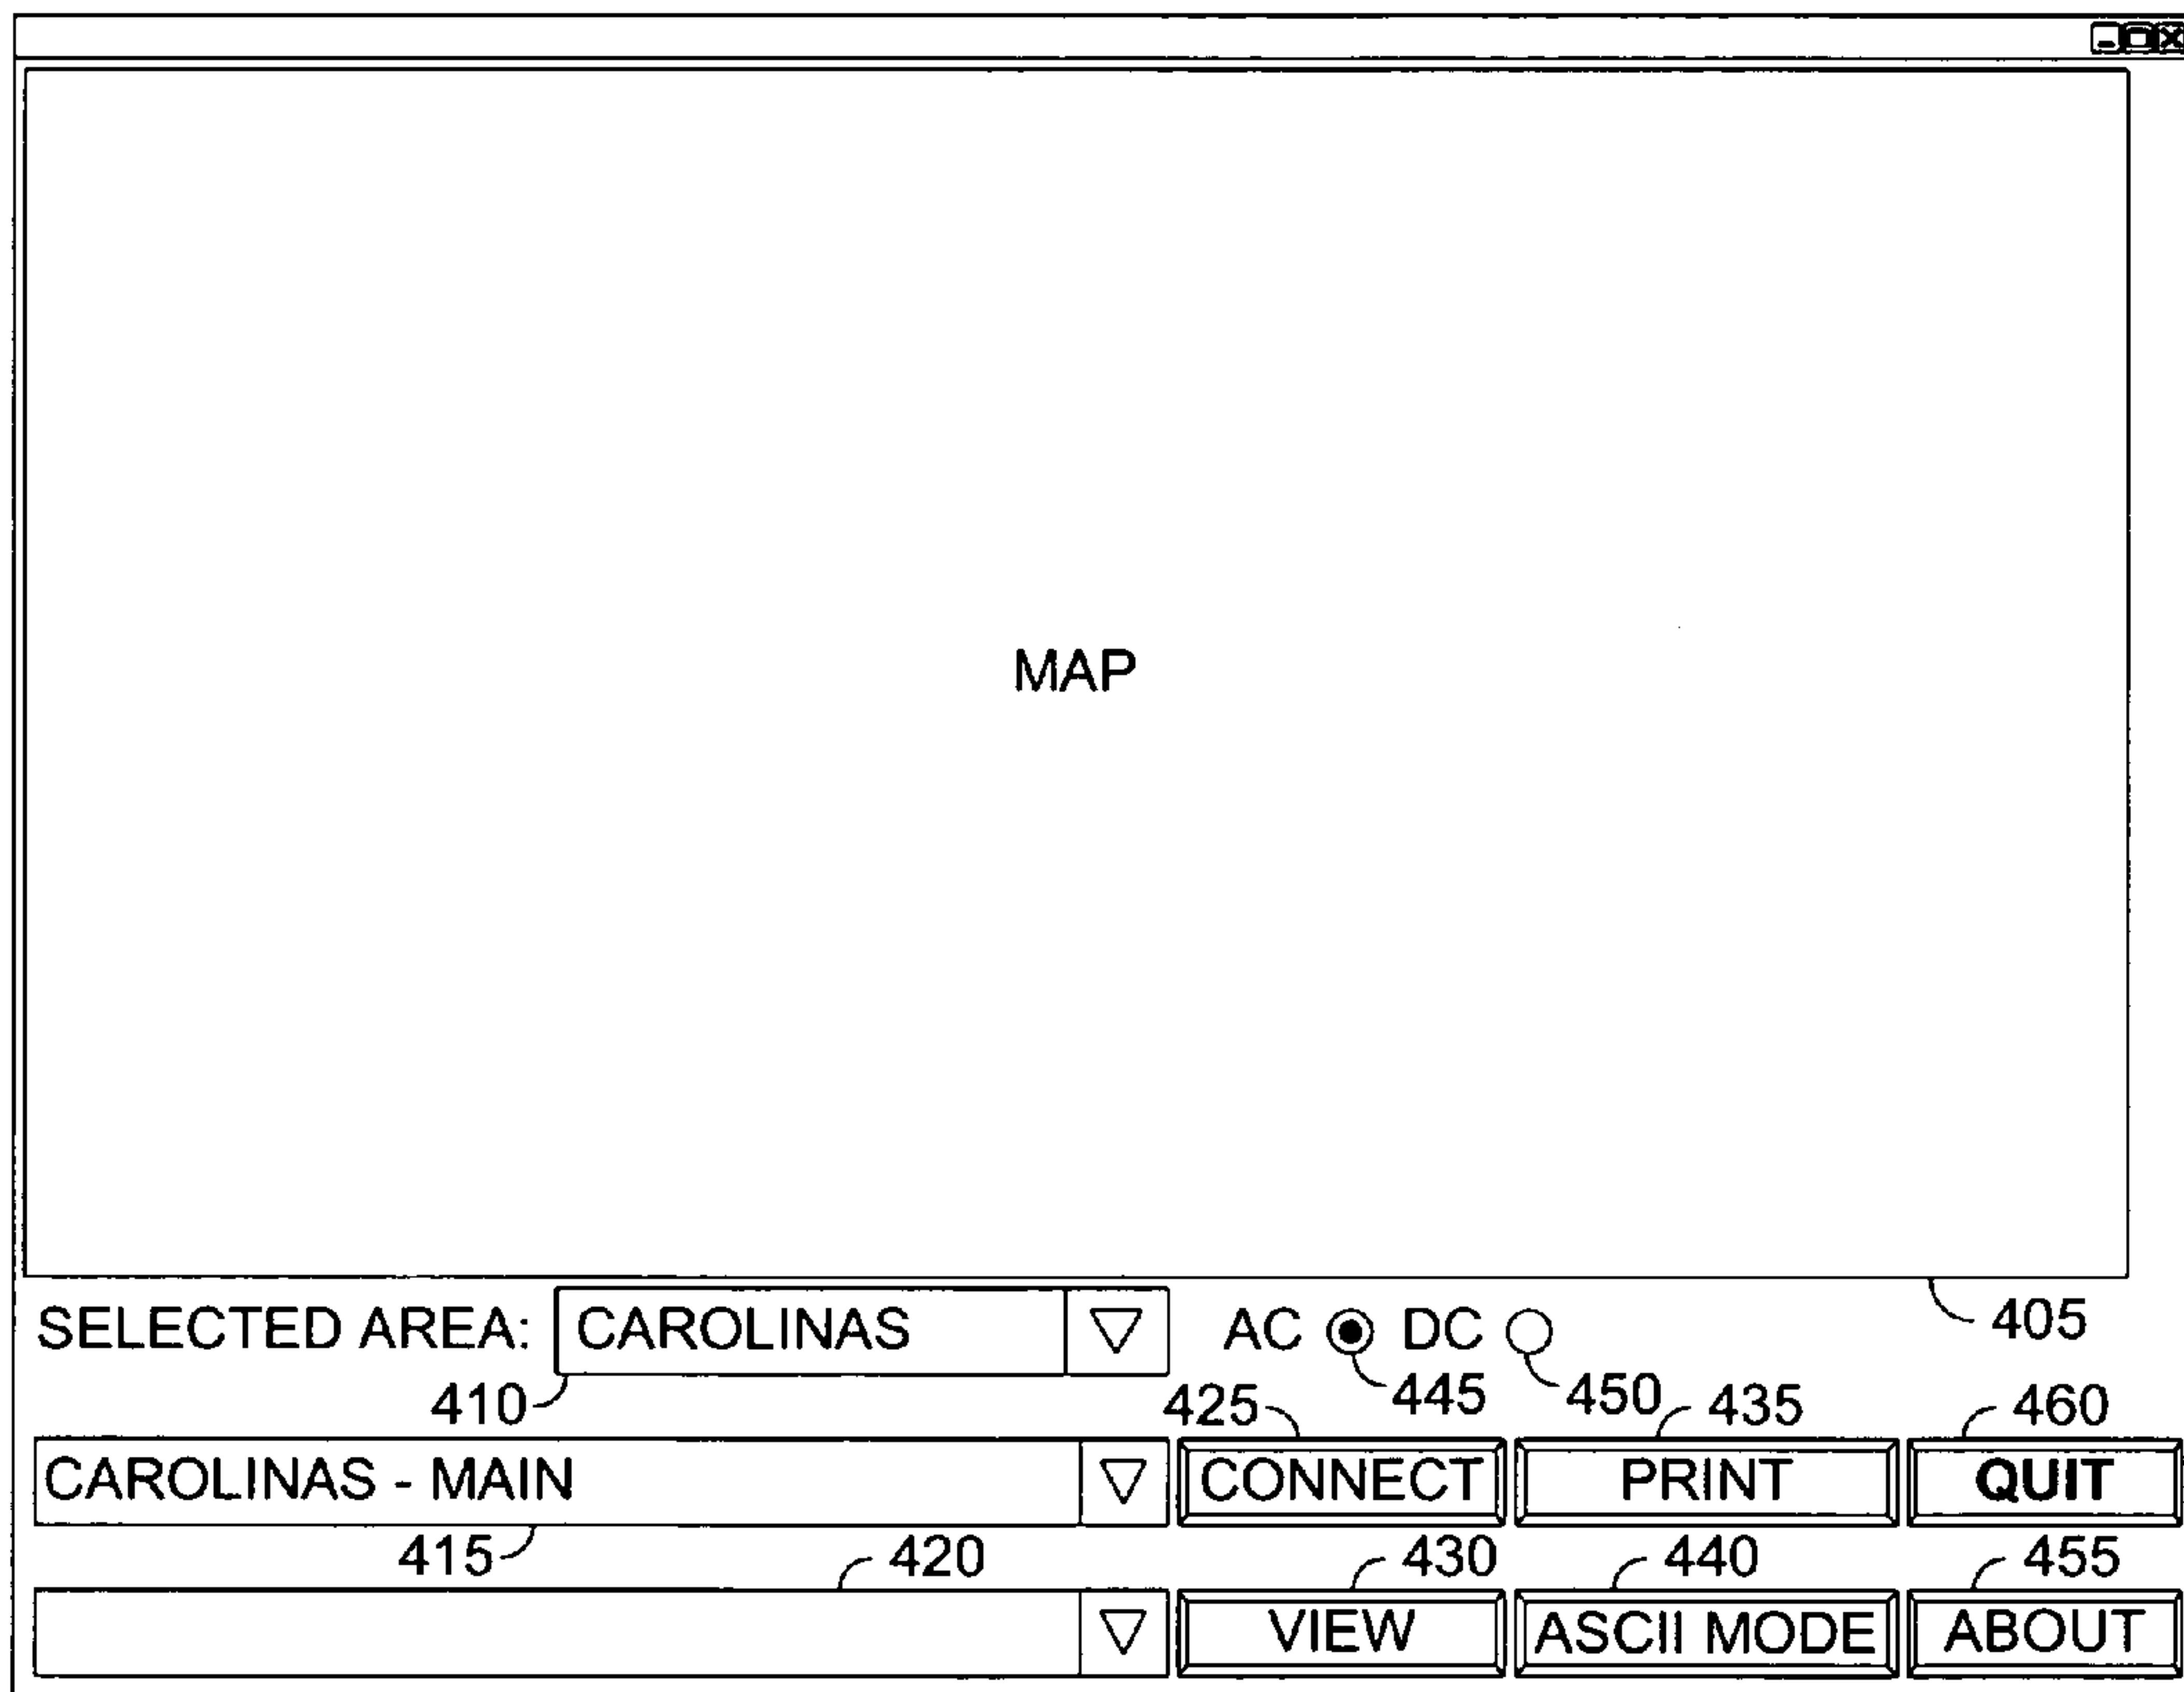 MAP
SELECTED AREA: CAROLINAS AC DC 405
410 425 445 450 435 460
CAROLINAS - MAIN CONNECT PRINT QUIT
415 420 430 440 455
VIEW ASCII MODE ABOUT